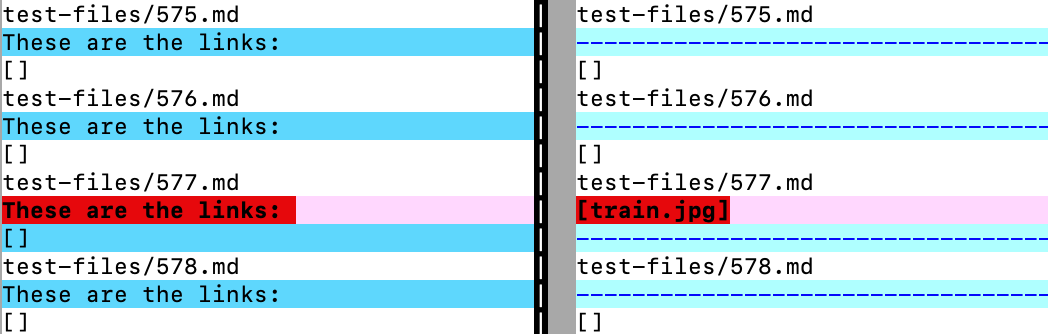 test-files/575.md
These are the links:
[]
test-files/576.md
These are the links:
[]
test-files/577.md
These are the links:
[]
test-files/578.md
These are the links:
[]
test-files/575.md
[]
test-files/576.md
[]
test-files/577.md
[train.jpg]
test-files/578.md
[]